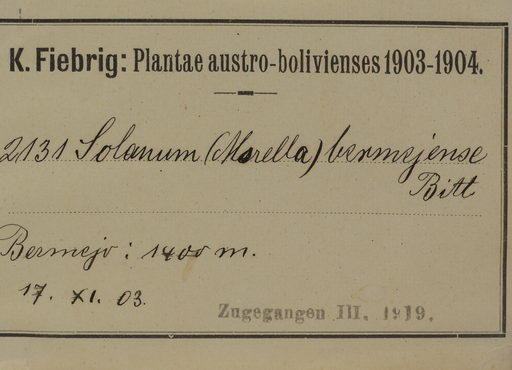 K. Fiebrig: Plantae austro-bolivienses 1903-1904.
2131 Solanum (Morella) bermejense
Bitt
Bermejo: 1400 m.
17. XI. 03.
Zugegangen III. 1919.